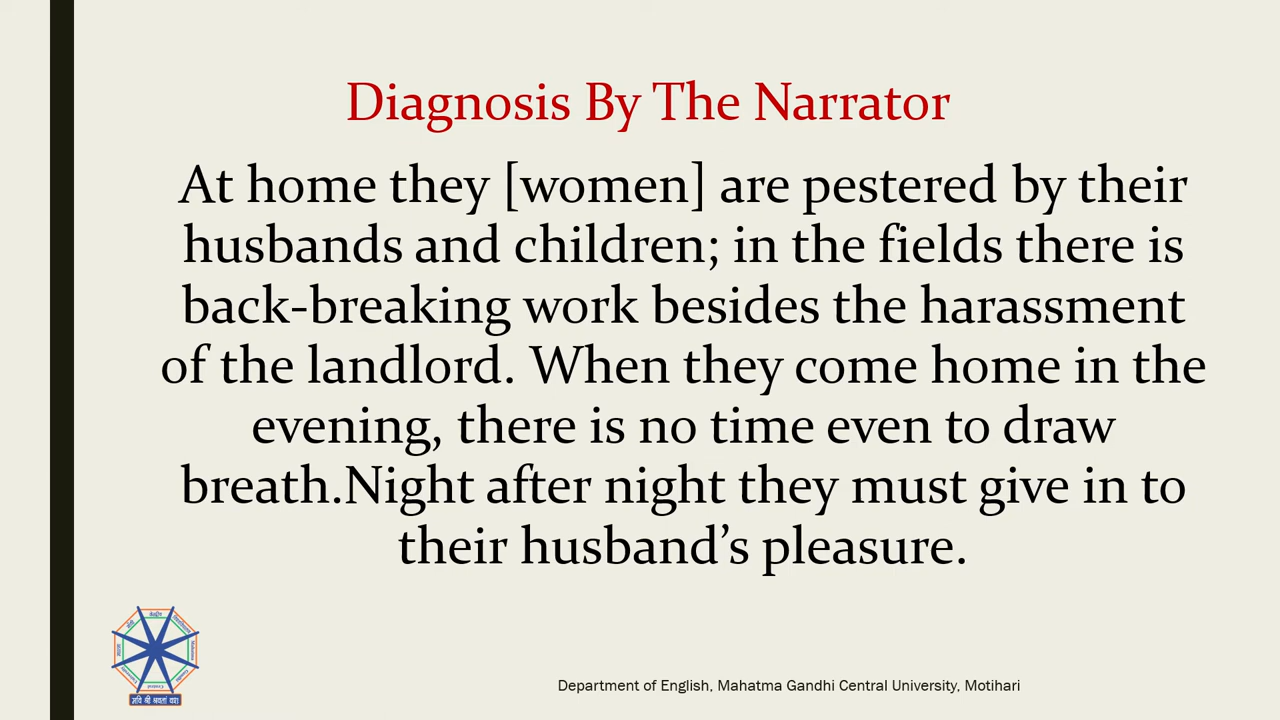 Diagnosis By The Narrator
At home they [women] are pestered by their
husbands and children; in the fields there is
back-breaking work besides the harassment
of the landlord. When they come home in the
evening, there is no time even to draw
breath.Night after night they must give in to
their husband’s pleasure.
Department of English, Mahatma Gandhi Central University, Motihari